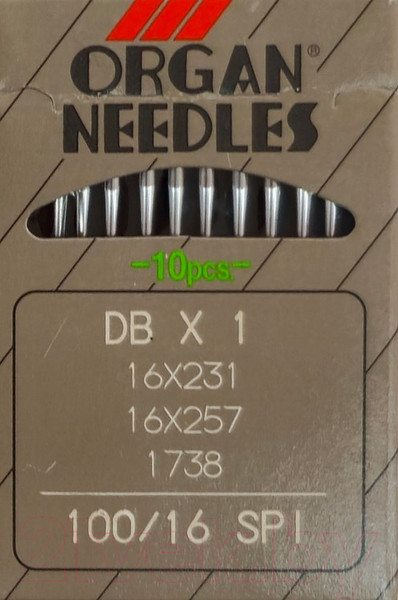 ORGAN®
NEEDLES
-10pcs.-
DB X 1
16X231
16X257
1738
100/16 SPI